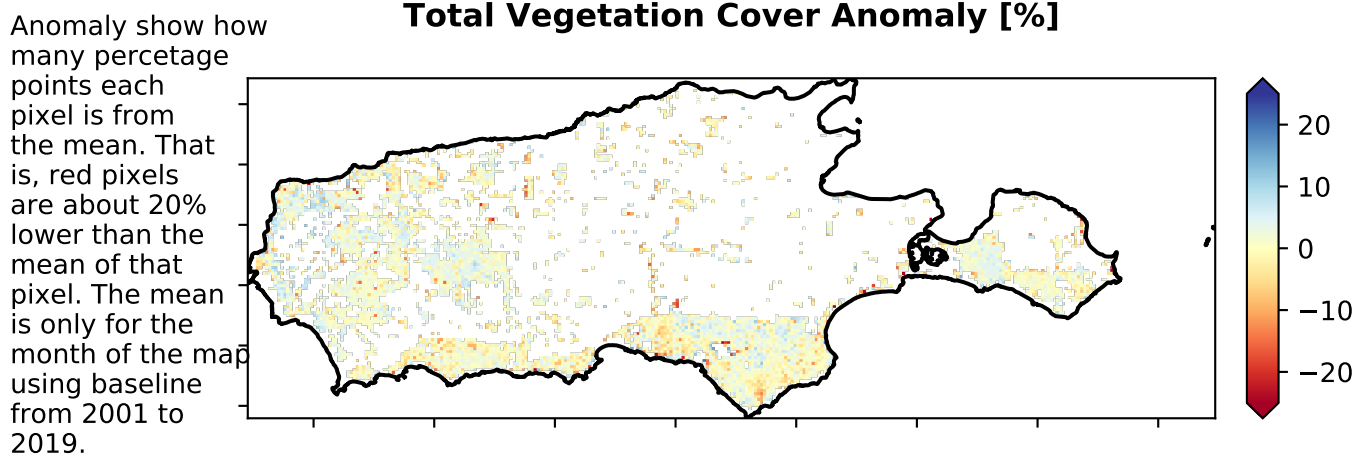 Total Vegetation Cover Anomaly [%]
Anomaly show how
many percetage
points each
pixel is from
the mean. That
is, red pixels
are about 20%
lower than the
mean of that
pixel. The mean
is only for the
month of the map
using baseline
from 2001 to
2019.
20
10
0
−10
−20